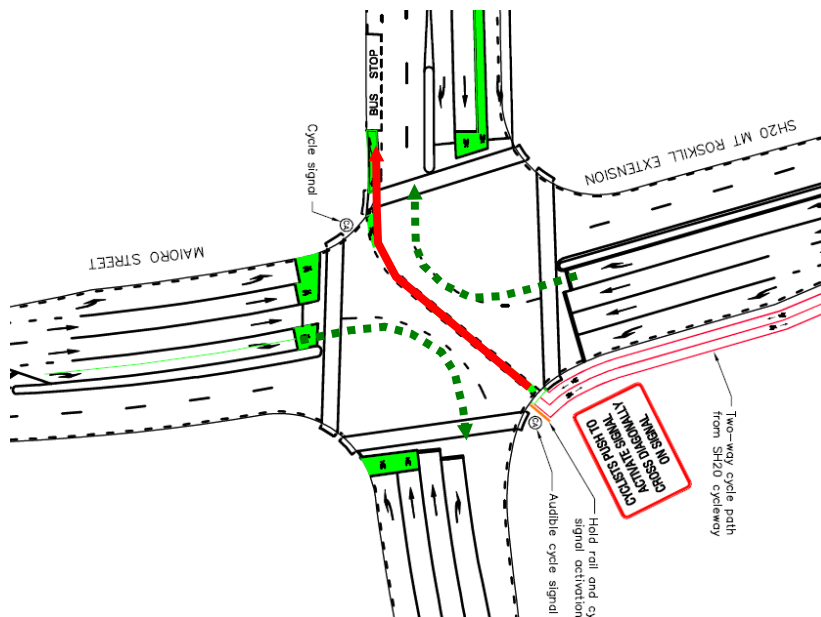 BUS STOP
SH20 MT ROSKILL EXTENSION
Cycle signal
MAIORO STREET
CYCLISTS PUSH TO
ACTIVATE SIGNAL
CROSS DIAGONALLY
ON SIGNAL
Two-way cycle path
from SH20 cycleway
Hold rail and cy
signal activation
Audible cycle signal